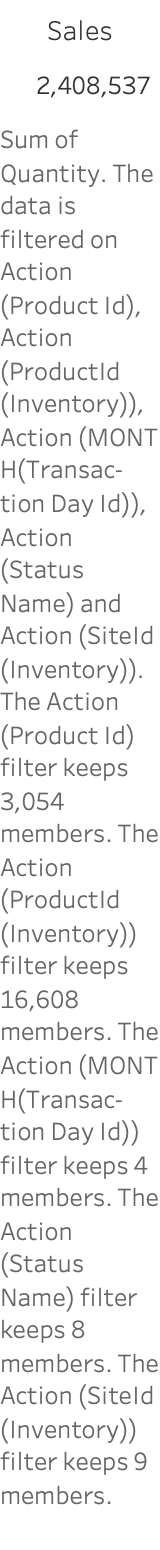 Sales
2,408,537
Sum of
Quantity. The
data is
filtered on
Action
(Product Id),
Action
(ProductId
(Inventory)),
Action (MONT
H(Transac-
tion Day Id)),
Action
(Status
Name) and
Action (SiteId
(Inventory)).
The Action
(Product Id)
filter keeps
3,054
members. The
Action
(ProductId
(Inventory))
filter keeps
16,608
members. The
Action (MONT
H(Transac-
tion Day Id))
filter keeps 4
members. The
Action
(Status
Name) filter
keeps 8
members. The
Action (SiteId
(Inventory))
filter keeps 9
members.